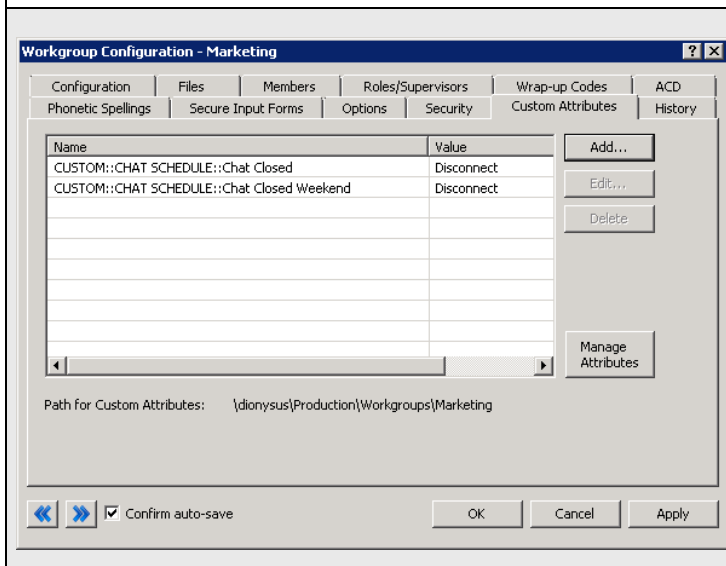 Workgroup Configuration - Marketing
Configuration Files Members Roles/Supervisors Wrap-up Codes ACD
Phonetic Spellings Secure Input Forms Options Security Custom Attributes History
Name Value
CUSTOM::CHAT SCHEDULE::Chat Closed Disconnect
CUSTOM::CHAT SCHEDULE::Chat Closed Weekend Disconnect
Add...
Edit...
Delete
Manage
Attributes
Path for Custom Attributes: \dionysus\Production\Workgroups\Marketing
Confirm auto-save OK Cancel Apply